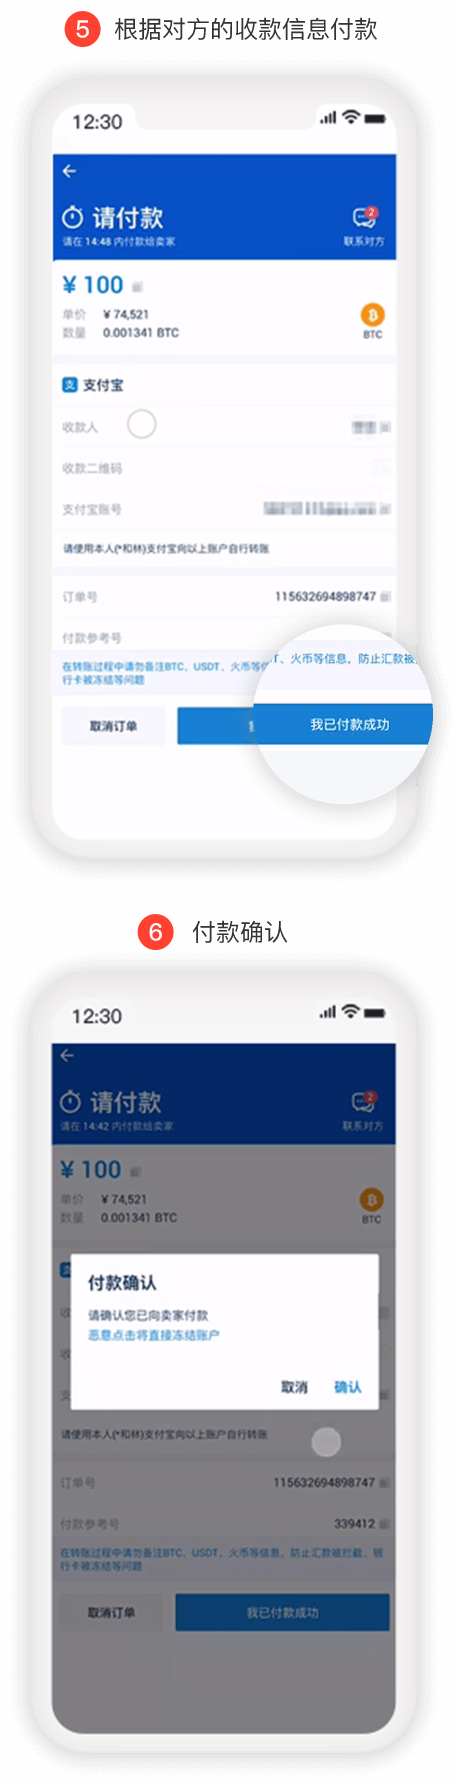 5 根据对方的收款信息付款
12:30
请付款
2
请在 14:48 内付款给卖家
联系对方
¥ 100
单价 ¥ 74,521
数量 0.001341 BTC
BTC
支 支付宝
收款人
收款二维码
支付宝账号
请使用本人(*和林)支付宝向以上账户自行转账
订单号 115632694898747
付款参考号
在转账过程中请勿备注BTC、USDT、火币等
行卡被冻结等问题
T、火币等信息，防止汇款被
取消订单
我已付款成功
6 付款确认
12:30
请付款
2
请在 14:42 内付款给卖家
联系对方
¥ 100
单价 ¥ 74,521
数量 0.001341 BTC
BTC
付款确认
请确认您已向卖家付款
恶意点击将直接冻结账户
取消 确认
请使用本人(*和林)支付宝向以上账户自行转账
订单号 115632694898747
付款参考号 339412
在转账过程中请勿备注BTC、USDT、火币等信息，防止汇款被拦截、银
行卡被冻结等问题
取消订单 我已付款成功